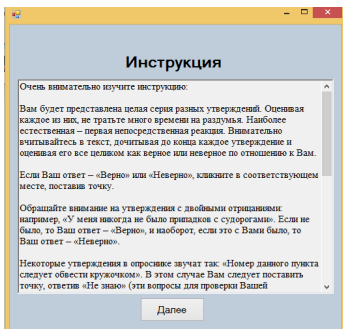 Инструкция
Очень внимательно изучите инструкцию:
Вам будет представлена целая серия разных утверждений. Оценивая
каждое из них, не тратьте много времени на раздумья. Наиболее
естественная – первая непосредственная реакция. Внимательно
вчитывайтесь в текст, дочитывая до конца каждое утверждение и
оценивая его все целиком как верное или неверное по отношению к Вам.
Если Ваш ответ – «Верно» или «Неверно», кликните в соответствующем
месте, поставив точку.
Обращайте внимание на утверждения с двойными отрицаниями:
например, «У меня никогда не было припадков с судорогами». Если не
было, то Ваш ответ – «Верно», и наоборот, если это с Вами было, то
Ваш ответ – «Неверно».
Некоторые утверждения в опроснике звучат так: «Номер данного пункта
следует обвести кружочком». В этом случае Вам следует поставить
точку, ответив «Не знаю» (эти вопросы для проверки Вашей
Далее